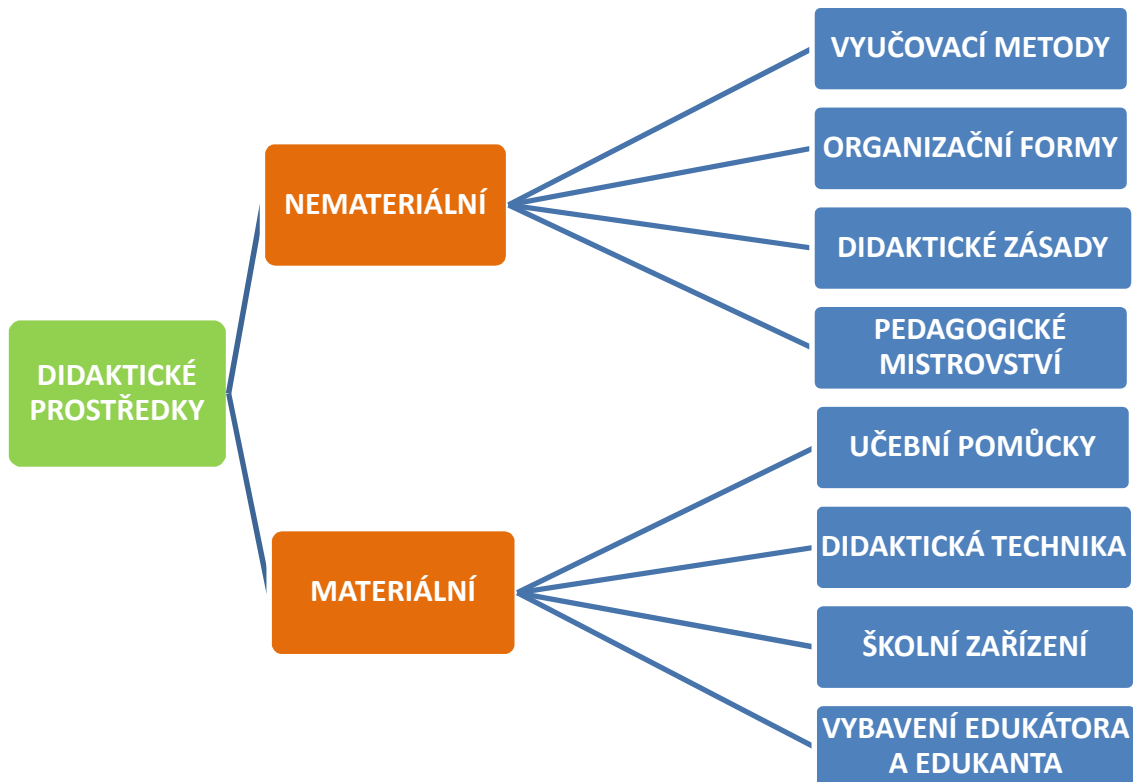 DIDAKTICKÉ
PROSTŘEDKY
NEMATERIÁLNÍ
VYUČOVACÍ METODY
ORGANIZAČNÍ FORMY
DIDAKTICKÉ ZÁSADY
PEDAGOGICKÉ
MISTROVSTVÍ
MATERIÁLNÍ
UČEBNÍ POMŮCKY
DIDAKTICKÁ TECHNIKA
ŠKOLNÍ ZAŘÍZENÍ
VYBAVENÍ EDUKÁTORA
A EDUKANTA